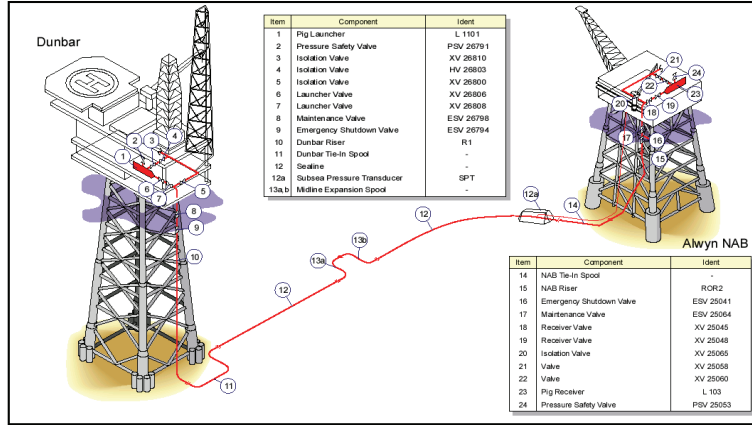 Dunbar
Item Component Ident
1 Pig Launcher L 1101
2 Pressure Safety Valve PSV 26791
3 Isolation Valve XV 26810
4 Isolation Valve HV 26803
5 Isolation Valve XV 26800
6 Launcher Valve XV 26806
7 Launcher Valve XV 26808
8 Maintenance Valve ESV 26798
9 Emergency Shutdown Valve ESV 26794
10 Dunbar Riser R1
11 Dunbar Tie-In Spool -
12 Sealine -
12a Subsea Pressure Transducer SPT
13a,b Midline Expansion Spool -
21
24
22
23
20
19
18
17
16
15
4
3
2
1
6
7
5
8
9
10
12a
14
12
13b
13a
12
11
Alwyn NAB
Item Component Ident
14 NAB Tie-In Spool -
15 NAB Riser ROR2
16 Emergency Shutdown Valve ESV 25041
17 Maintenance Valve ESV 25064
18 Receiver Valve XV 25045
19 Receiver Valve XV 25048
20 Isolation Valve XV 25065
21 Valve XV 25058
22 Valve XV 25060
23 Pig Receiver L 103
24 Pressure Safety Valve PSV 25053